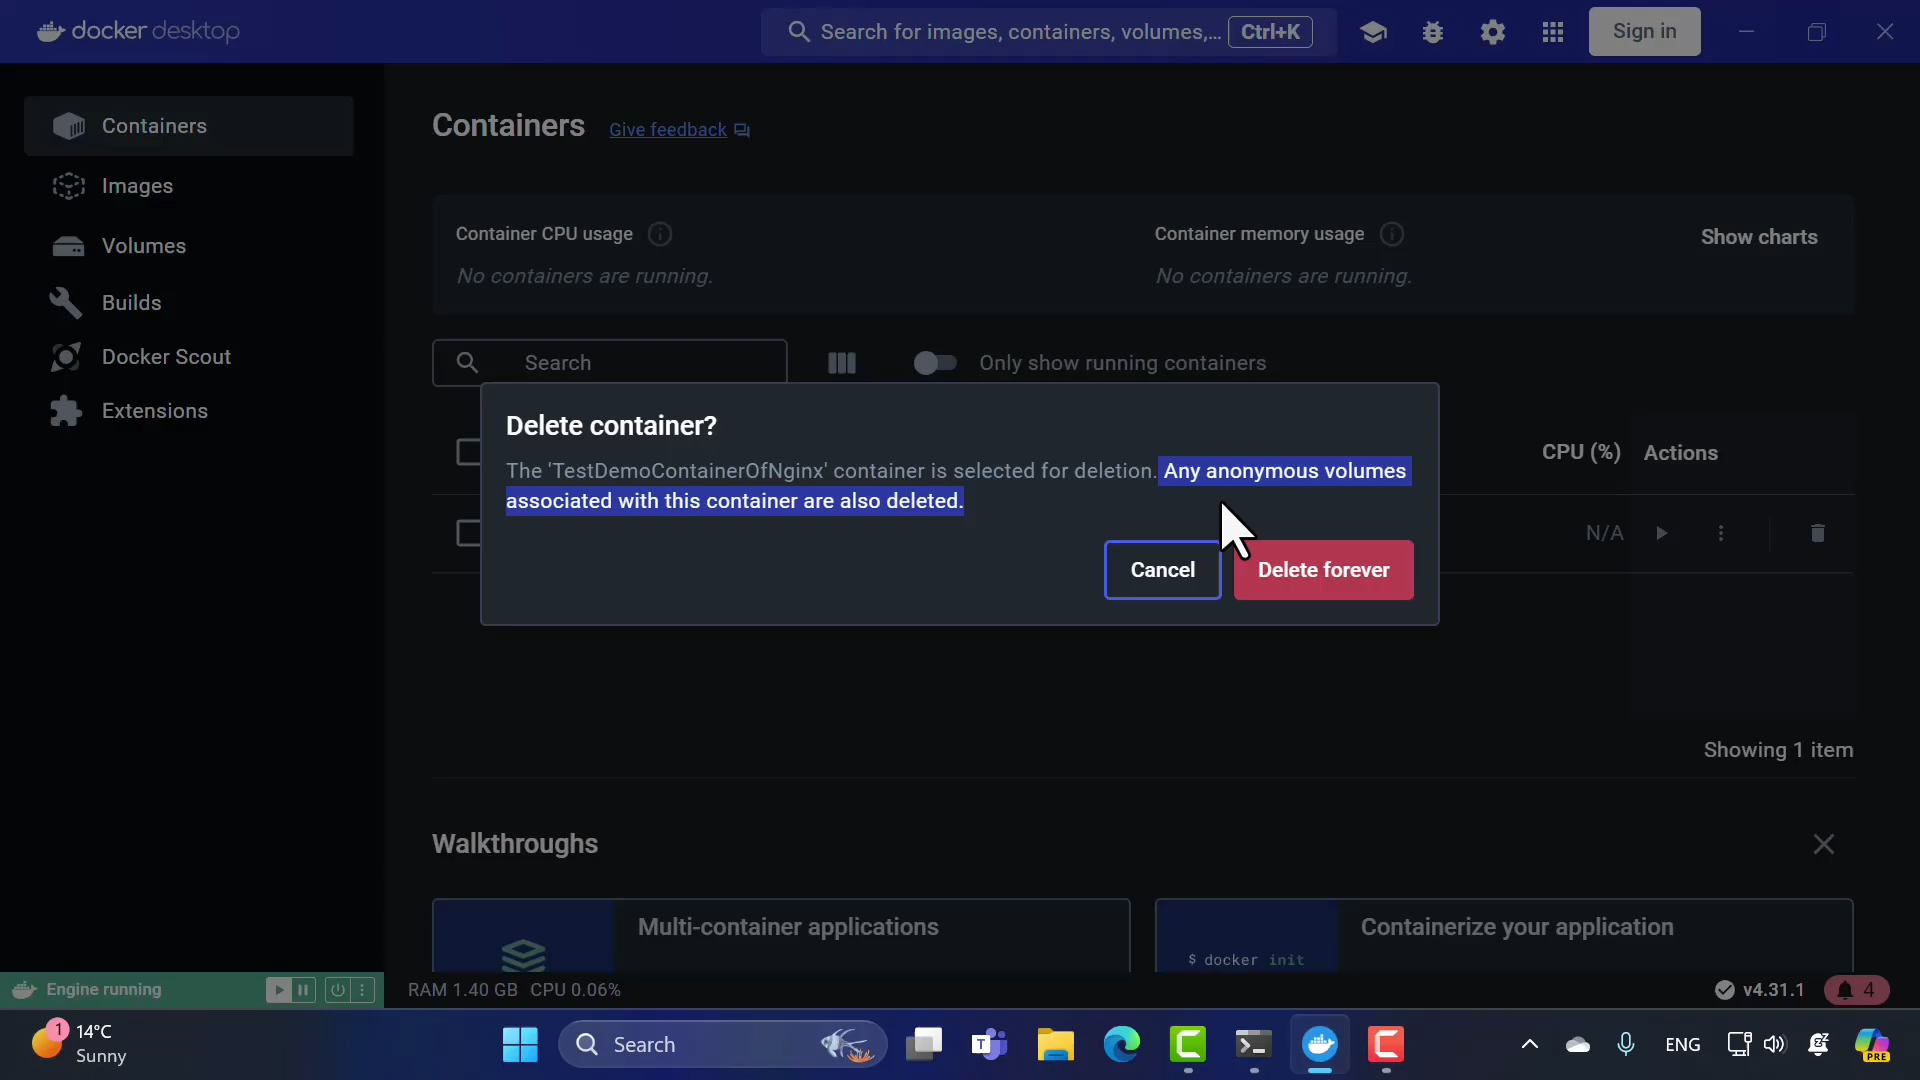 docker desktop
Search for images, containers, volumes,...
Ctrl+K
Sign in
Containers
Images
Volumes
Builds
Docker Scout
Extensions
Containers
Give feedback
Container CPU usage
No containers are running.
Container memory usage
No containers are running.
Show charts
Search
Only show running containers
Delete container?
The 'TestDemoContainerOfNginx' container is selected for deletion. Any anonymous volumes
associated with this container are also deleted.
Cancel
Delete forever
CPU (%)
Actions
N/A
Showing 1 item
Walkthroughs
Multi-container applications
$ docker init
Containerize your application
Engine running
RAM 1.40 GB CPU 0.06%
v4.31.1
4
1
14°C
Sunny
Search
T
ENG
PRE